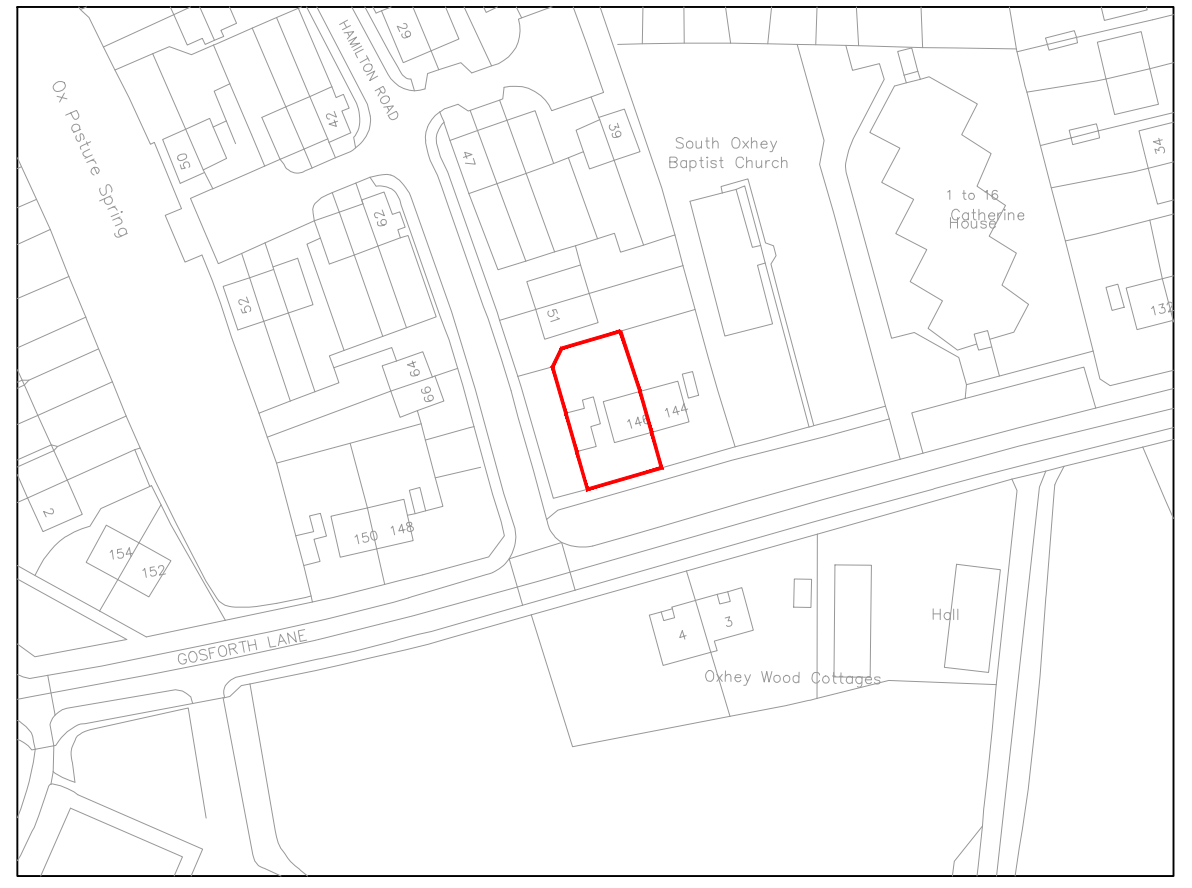 29
HAMILTON ROAD
Ox Pasture Spring
42
50
47
39
South Oxhey
Baptist Church
34
1 to 16
Catherine
House
62
52
51
132
64
66
146
144
2
150
148
154
152
GOSFORTH LANE
4
3
Hall
Oxhey Wood Cottages